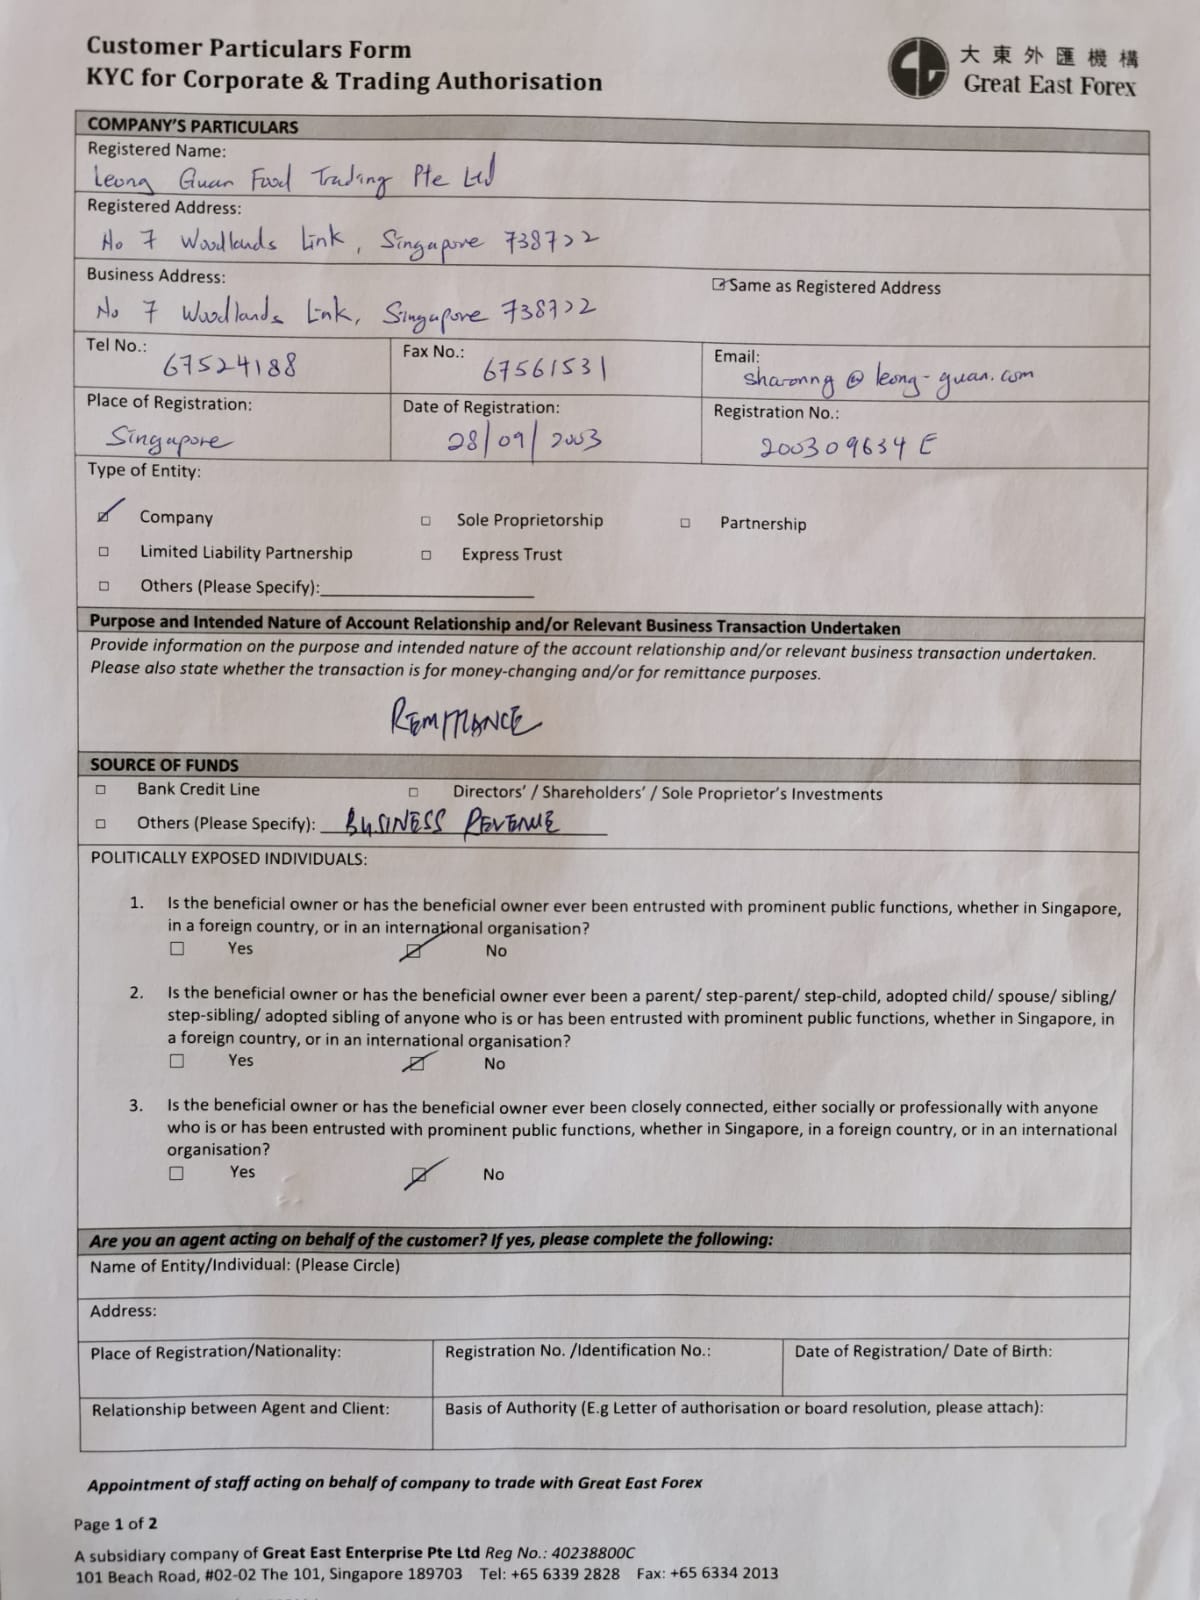 Customer Particulars Form
KYC for Corporate & Trading Authorisation
大東外匯機構
Great East Forex
COMPANY'S PARTICULARS
Registered Name:
Leong Guan Food Trading Pte Ltd
Registered Address:
No 7 Woodlands Link, Singapore 738722
Business Address:
Same as Registered Address
No 7 Woodlands Link, Singapore 738722
Tel No.: 67524188
Fax No.: 67561531
Email: sharonng @ leong-guan.com
Place of Registration: Singapore
Date of Registration: 28/09/2003
Registration No.: 200309634E
Type of Entity:
Company Sole Proprietorship Partnership
Limited Liability Partnership Express Trust
Others (Please Specify):
Purpose and Intended Nature of Account Relationship and/or Relevant Business Transaction Undertaken
Provide information on the purpose and intended nature of the account relationship and/or relevant business transaction undertaken.
Please also state whether the transaction is for money-changing and/or for remittance purposes.
REMITTANCE
SOURCE OF FUNDS
Bank Credit Line Directors' / Shareholders' / Sole Proprietor's Investments
Others (Please Specify): BUSINESS REVENUE
POLITICALLY EXPOSED INDIVIDUALS:
1. Is the beneficial owner or has the beneficial owner ever been entrusted with prominent public functions, whether in Singapore,
in a foreign country, or in an international organisation?
Yes No
2. Is the beneficial owner or has the beneficial owner ever been a parent/ step-parent/ step-child, adopted child/ spouse/ sibling/
step-sibling/ adopted sibling of anyone who is or has been entrusted with prominent public functions, whether in Singapore, in
a foreign country, or in an international organisation?
Yes No
3. Is the beneficial owner or has the beneficial owner ever been closely connected, either socially or professionally with anyone
who is or has been entrusted with prominent public functions, whether in Singapore, in a foreign country, or in an international
organisation?
Yes No
Are you an agent acting on behalf of the customer? If yes, please complete the following:
Name of Entity/Individual: (Please Circle)
Address:
Place of Registration/Nationality: Registration No. /Identification No.: Date of Registration/ Date of Birth:
Relationship between Agent and Client: Basis of Authority (E.g Letter of authorisation or board resolution, please attach):
Appointment of staff acting on behalf of company to trade with Great East Forex
Page 1 of 2
A subsidiary company of Great East Enterprise Pte Ltd Reg No.: 40238800C
101 Beach Road, #02-02 The 101, Singapore 189703 Tel: +65 6339 2828 Fax: +65 6334 2013